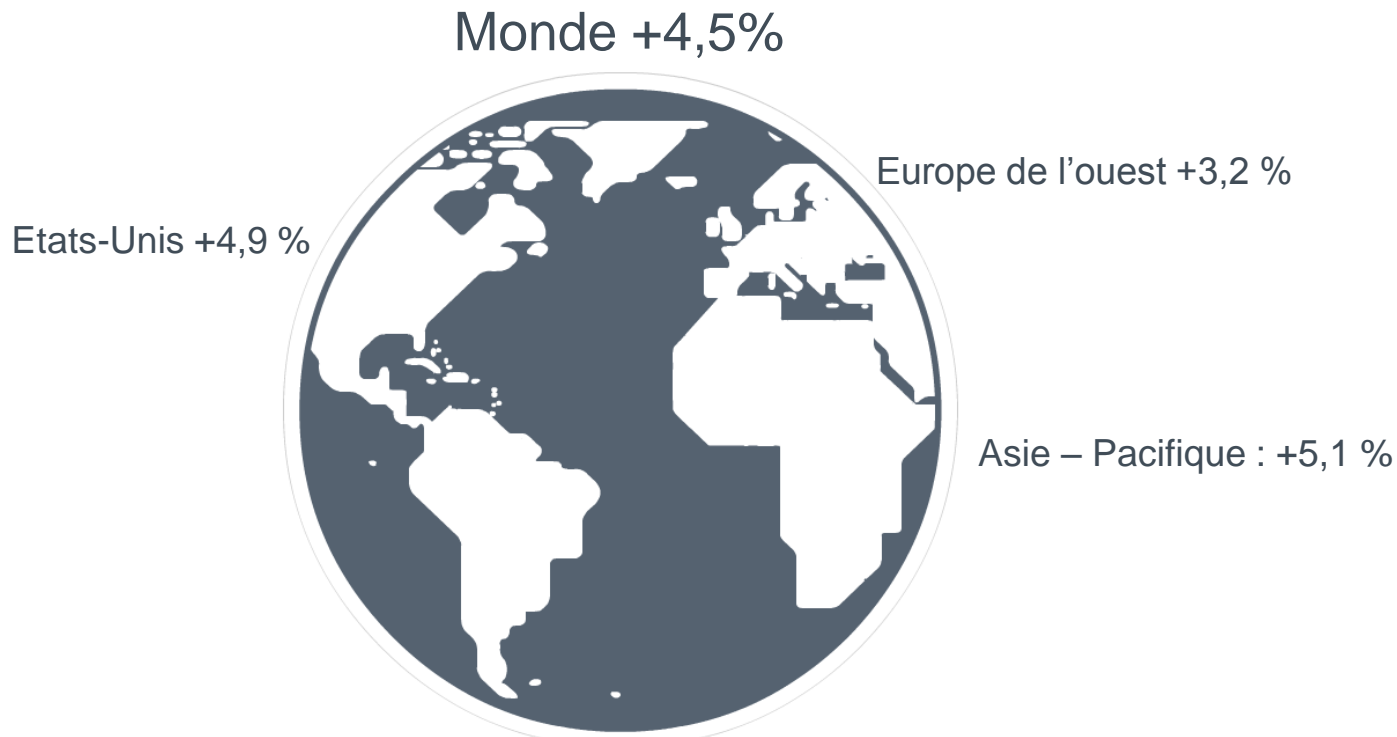 Monde +4,5%
Europe de l’ouest +3,2 %
Etats-Unis +4,9 %
Asie – Pacifique : +5,1 %